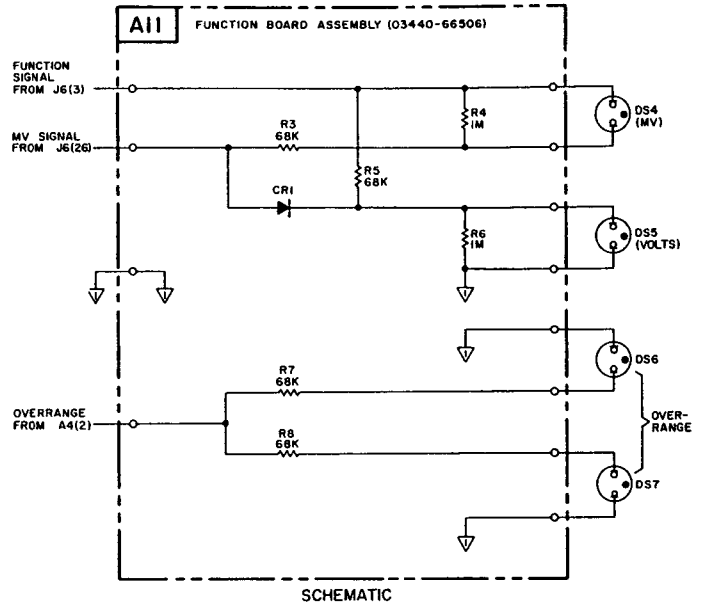 A11 FUNCTION BOARD ASSEMBLY (03440-66506)
FUNCTION
SIGNAL
FROM J6(3)
R4
1M
DS4
(MV)
MV SIGNAL
FROM J6(26)
R3
68K
R5
68K
CR1
R6
1M
DS5
(VOLTS)
R7
68K
DS6
OVERRANGE
FROM A4(2)
OVER-
RANGE
R8
68K
DS7
SCHEMATIC